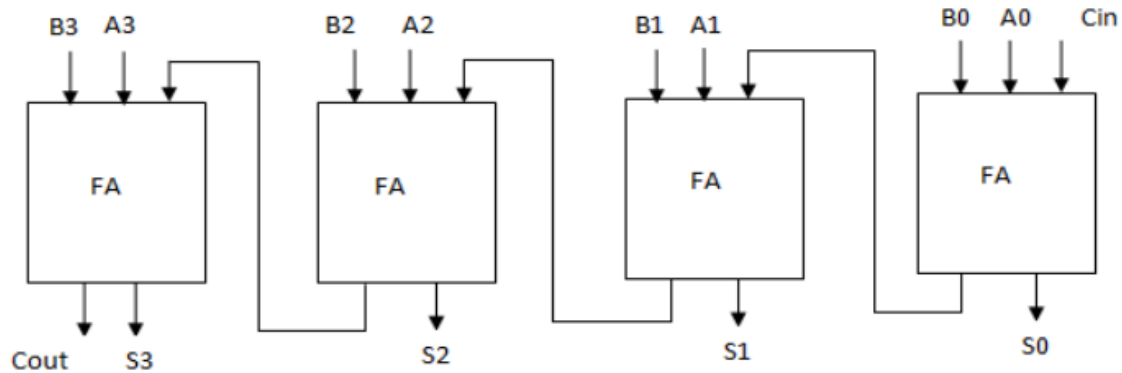 B3 A3 B2 A2 B1 A1 B0 A0 Cin
FA FA FA FA
Cout S3 S2 S1 S0